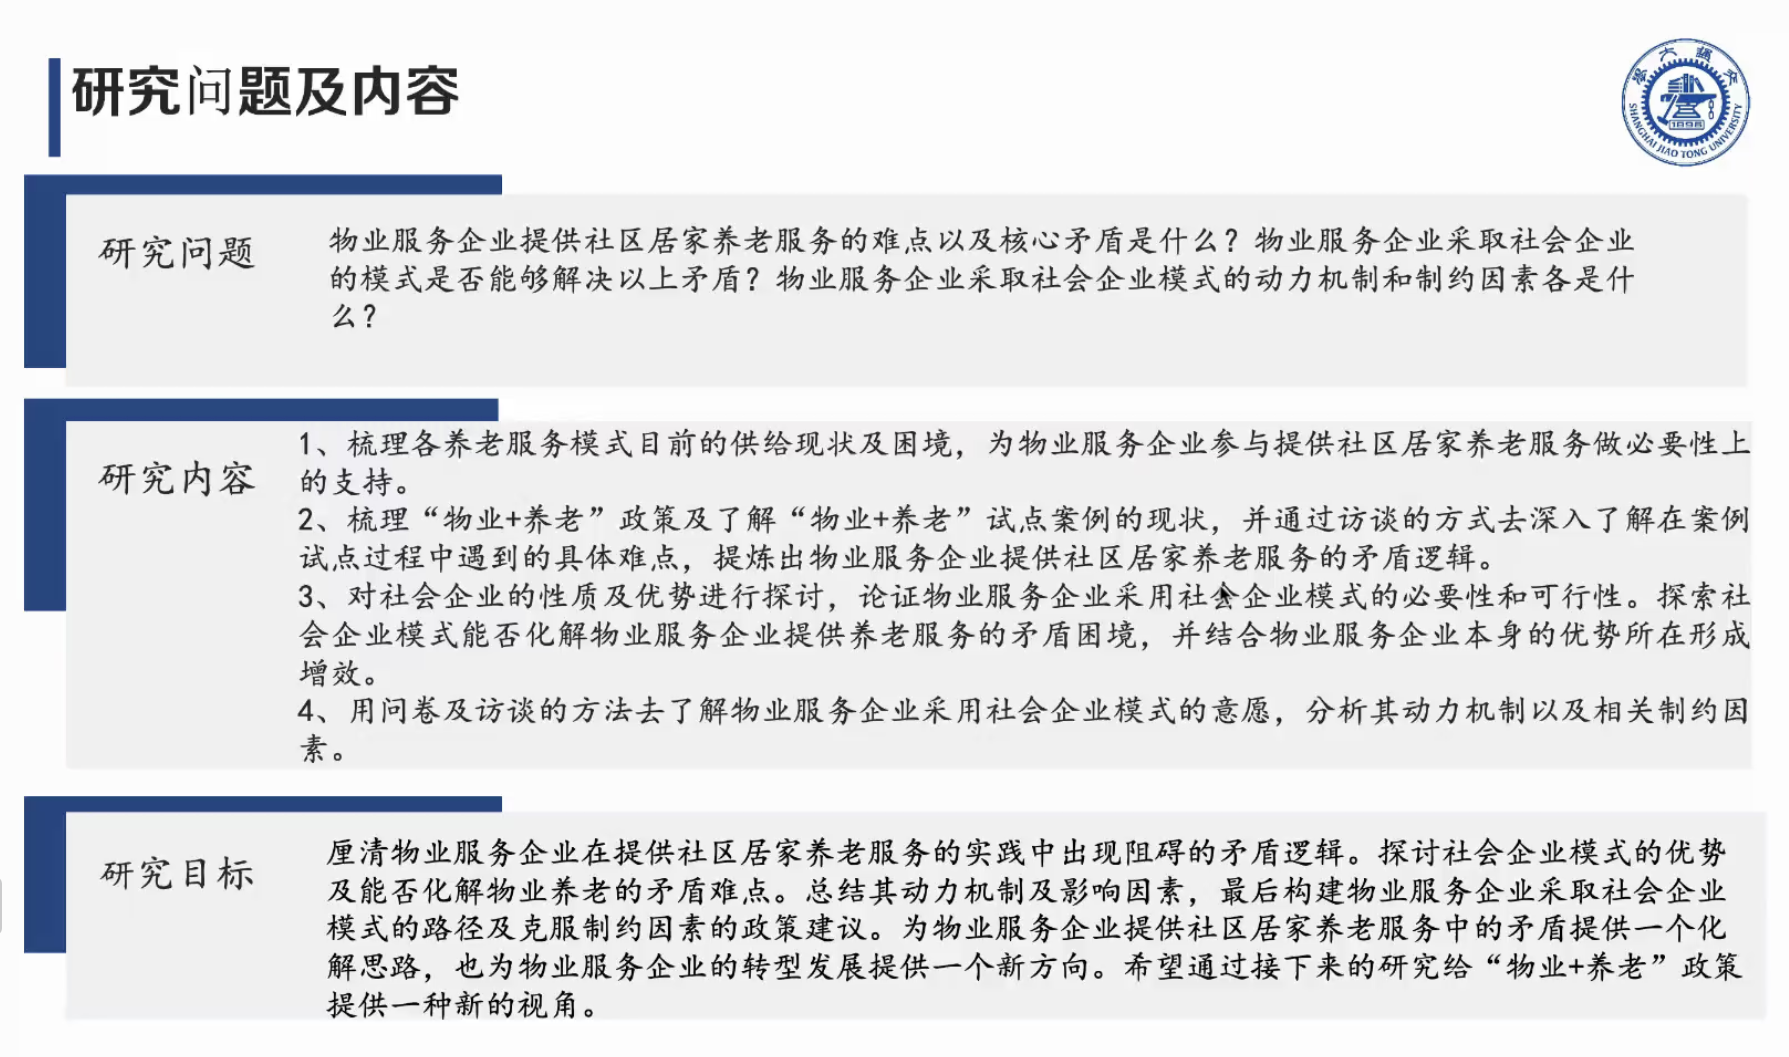 研究问题及内容
SHANGHAI JIAO TONG UNIVERSITY
1896
研究问题
物业服务企业提供社区居家养老服务的难点以及核心矛盾是什么？物业服务企业采取社会企业
的模式是否能够解决以上矛盾？物业服务企业采取社会企业模式的动力机制和制约因素各是什
么？
研究内容
1、梳理各养老服务模式目前的供给现状及困境，为物业服务企业参与提供社区居家养老服务做必要性上
的支持。
2、梳理“物业+养老”政策及了解“物业+养老”试点案例的现状，并通过访谈的方式去深入了解在案例
试点过程中遇到的具体难点，提炼出物业服务企业提供社区居家养老服务的矛盾逻辑。
3、对社会企业的性质及优势进行探讨，论证物业服务企业采用社会企业模式的必要性和可行性。探索社
会企业模式能否化解物业服务企业提供养老服务的矛盾困境，并结合物业服务企业本身的优势所在形成
增效。
4、用问卷及访谈的方法去了解物业服务企业采用社会企业模式的意愿，分析其动力机制以及相关制约因
素。
研究目标
厘清物业服务企业在提供社区居家养老服务的实践中出现阻碍的矛盾逻辑。探讨社会企业模式的优势
及能否化解物业养老的矛盾难点。总结其动力机制及影响因素，最后构建物业服务企业采取社会企业
模式的路径及克服制约因素的政策建议。为物业服务企业提供社区居家养老服务中的矛盾提供一个化
解思路，也为物业服务企业的转型发展提供一个新方向。希望通过接下来的研究给“物业+养老”政策
提供一种新的视角。